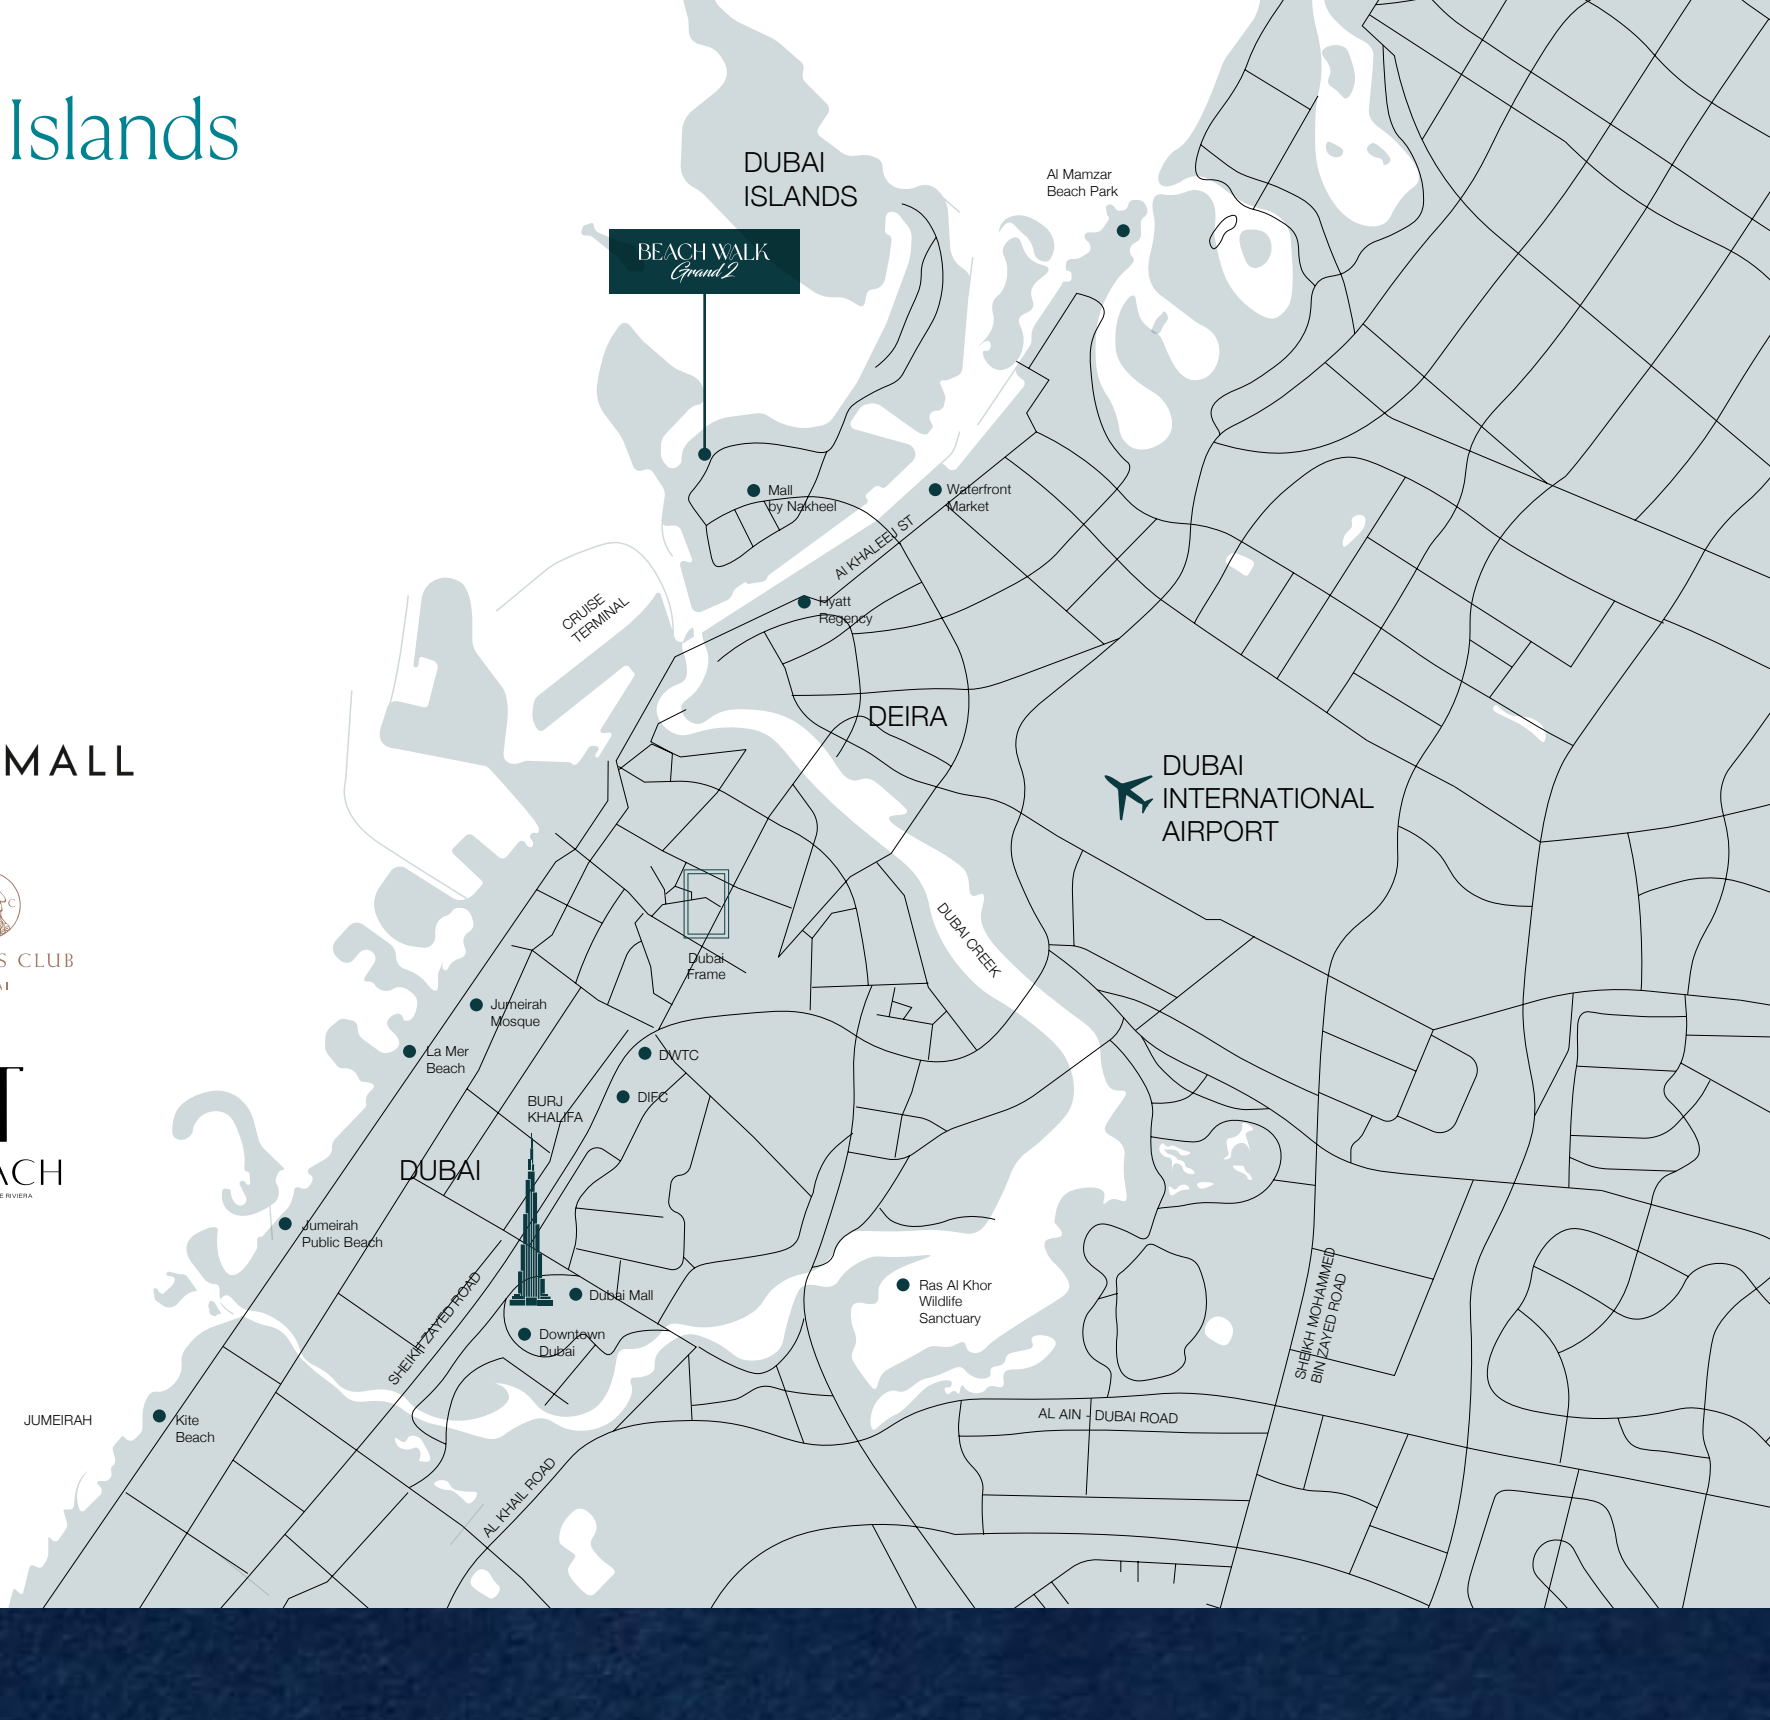 Islands
MALL
C
S CLUB
AI
T
ACH
E RIVIERA
DUBAI
ISLANDS
Al Mamzar
Beach Park
BEACH WALK
Grand 2
Mall
by Nakheel
Waterfront
Market
Al KHALEEJ ST
CRUISE
TERMINAL
Hyatt
Regency
DEIRA
DUBAI
INTERNATIONAL
AIRPORT
DUBAI CREEK
Dubai
Frame
Jumeirah
Mosque
La Mer
Beach
DWTC
DIFC
BURJ
KHALIFA
DUBAI
Jumeirah
Public Beach
SHEIKH ZAYED ROAD
Dubai Mall
Downtown
Dubai
Ras Al Khor
Wildlife
Sanctuary
SHEIKH MOHAMMED
BIN ZAYED ROAD
AL AIN - DUBAI ROAD
JUMEIRAH
Kite
Beach
AL KHAIL ROAD